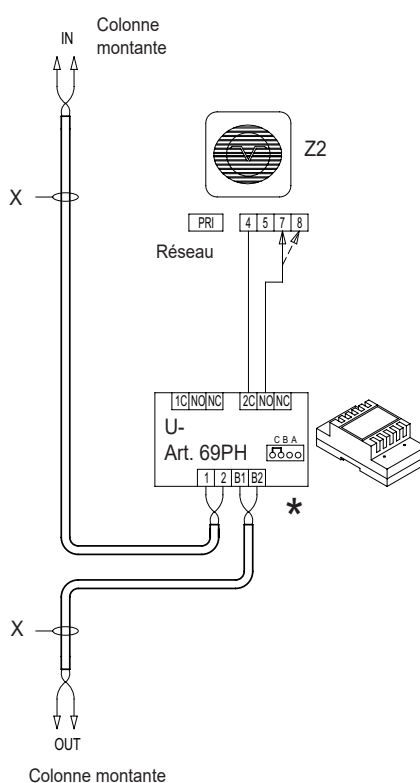 IN
Colonne
montante
X
Z2
PRI 4 5 7 8
Réseau
1C NO NC 2C NO NC
U-
Art. 69PH
C B A
1 2 B1 B2
*
X
OUT
Colonne montante